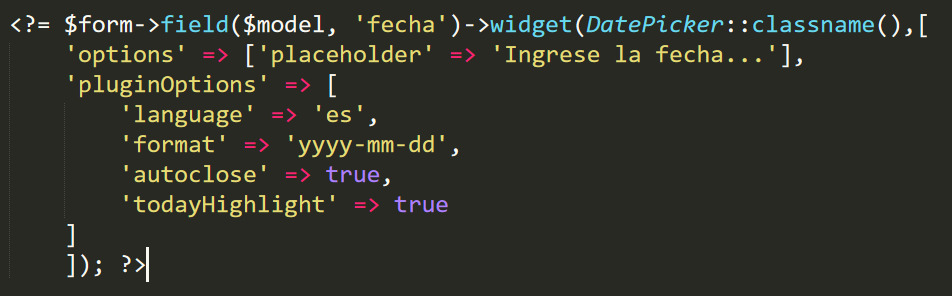 <?= $form->field($model, 'fecha')->widget(DatePicker::classname(),[
    'options' => ['placeholder' => 'Ingrese la fecha...'],
    'pluginOptions' => [
        'language' => 'es',
        'format' => 'yyyy-mm-dd',
        'autoclose' => true,
        'todayHighlight' => true
    ]
    ]); ?>